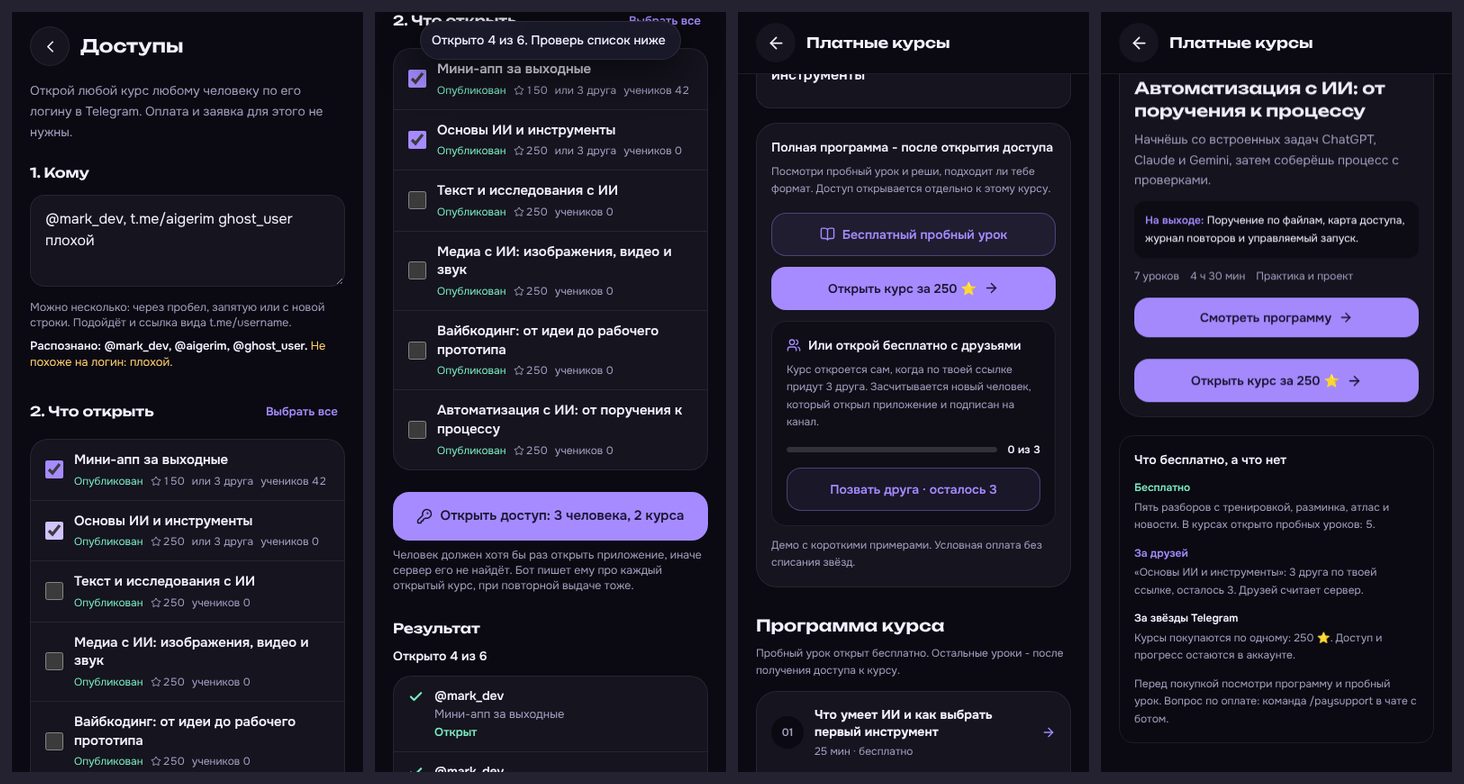 Доступы
Открой любой курс любому человеку по его
логину в Telegram. Оплата и заявка для этого не
нужны.
1. Кому
@mark_dev, t.me/aigerim ghost_user
плохой
Можно несколько: через пробел, запятую или с новой
строки. Подойдёт и ссылка вида t.me/username.
Распознано: @mark_dev, @aigerim, @ghost_user. Не
похоже на логин: плохой.
2. Что открыть
Выбрать все
Мини-апп за выходные
Опубликован ☆150 или 3 друга учеников 42
Основы ИИ и инструменты
Опубликован ☆250 или 3 друга учеников 0
Текст и исследования с ИИ
Опубликован ☆250 учеников 0
Медиа с ИИ: изображения, видео и
звук
Опубликован ☆250 учеников 0
Вайбкодинг: от идеи до рабочего
прототипа
Опубликован ☆250 учеников 0
2. Что открыть
Выбрать все
Открыто 4 из 6. Проверь список ниже
Мини-апп за выходные
Опубликован ☆150 или 3 друга учеников 42
Основы ИИ и инструменты
Опубликован ☆250 или 3 друга учеников 0
Текст и исследования с ИИ
Опубликован ☆250 учеников 0
Медиа с ИИ: изображения, видео и
звук
Опубликован ☆250 учеников 0
Вайбкодинг: от идеи до рабочего
прототипа
Опубликован ☆250 учеников 0
Автоматизация с ИИ: от поручения к
процессу
Опубликован ☆250 учеников 0
Открыть доступ: 3 человека, 2 курса
Человек должен хотя бы раз открыть приложение, иначе
сервер его не найдёт. Бот пишет ему про каждый
открытый курс, при повторной выдаче тоже.
Результат
Открыто 4 из 6
@mark_dev
Мини-апп за выходные
Открыт
@mark_dev
Платные курсы
инструменты
Полная программа - после открытия доступа
Посмотри пробный урок и реши, подходит ли тебе
формат. Доступ открывается отдельно к этому курсу.
Бесплатный пробный урок
Открыть курс за 250 ⭐ →
Или открой бесплатно с друзьями
Курс откроется сам, когда по твоей ссылке
придут 3 друга. Засчитывается новый человек,
который открыл приложение и подписан на
канал.
0 из 3
Позвать друга · осталось 3
Демо с короткими примерами. Условная оплата без
списания звёзд.
Программа курса
Пробный урок открыт бесплатно. Остальные уроки - после
получения доступа к курсу.
01
Что умеет ИИ и как выбрать
первый инструмент
25 мин · бесплатно
Платные курсы
Автоматизация с ИИ: от
поручения к процессу
Начнёшь со встроенных задач ChatGPT,
Claude и Gemini, затем соберёшь процесс с
проверками.
На выходе: Поручение по файлам, карта доступа,
журнал повторов и управляемый запуск.
7 уроков 4 ч 30 мин Практика и проект
Смотреть программу →
Открыть курс за 250 ⭐ →
Что бесплатно, а что нет
Бесплатно
Пять разборов с тренировкой, разминка, атлас и
новости. В курсах открыто пробных уроков: 5.
За друзей
«Основы ИИ и инструменты»: 3 друга по твоей
ссылке, осталось 3. Друзей считает сервер.
За звёзды Telegram
Курсы покупаются по одному: 250 ⭐. Доступ и
прогресс остаются в аккаунте.
Перед покупкой посмотри программу и пробный
урок. Вопрос по оплате: команда /paysupport в чате с
ботом.